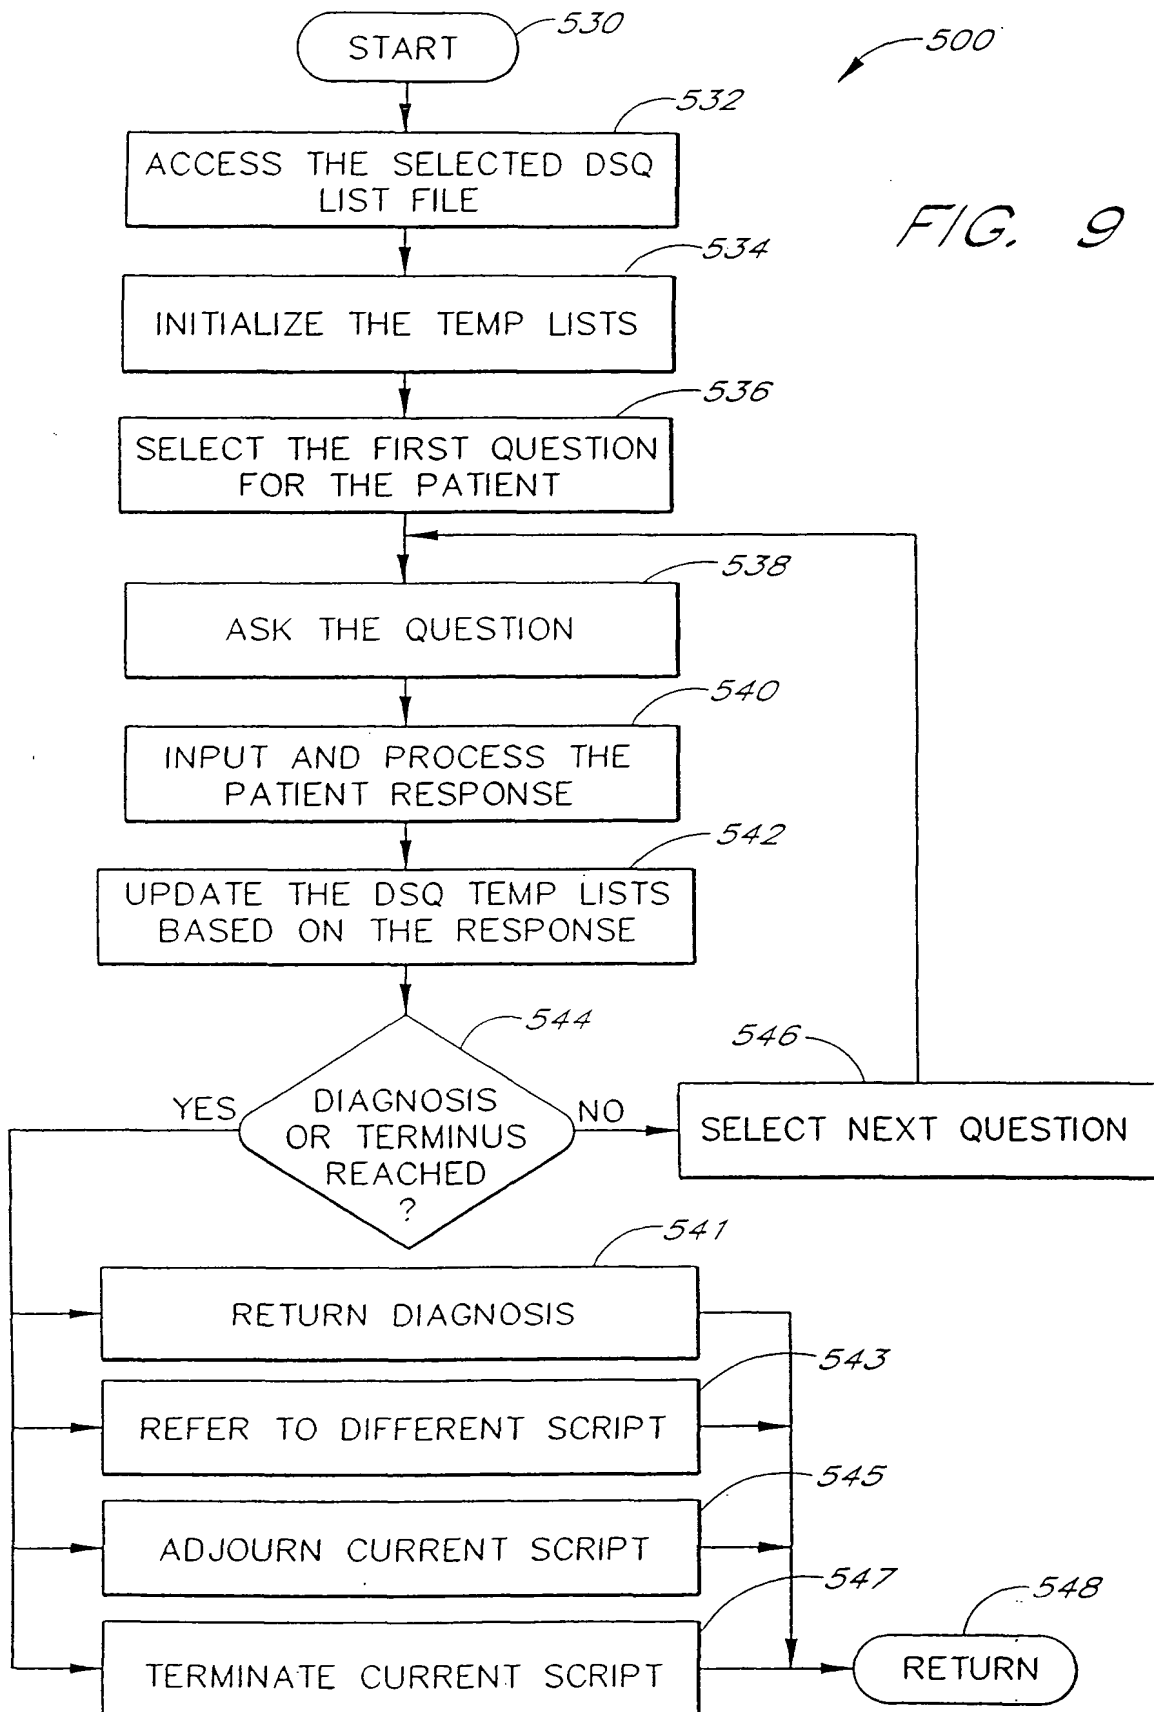 START
530
500
532
ACCESS THE SELECTED DSQ
LIST FILE
FIG. 9
534
INITIALIZE THE TEMP LISTS
536
SELECT THE FIRST QUESTION
FOR THE PATIENT
538
ASK THE QUESTION
540
INPUT AND PROCESS THE
PATIENT RESPONSE
542
UPDATE THE DSQ TEMP LISTS
BASED ON THE RESPONSE
544
YES
DIAGNOSIS
OR TERMINUS
REACHED
?
NO
546
SELECT NEXT QUESTION
541
RETURN DIAGNOSIS
543
REFER TO DIFFERENT SCRIPT
545
ADJOURN CURRENT SCRIPT
547
TERMINATE CURRENT SCRIPT
548
RETURN